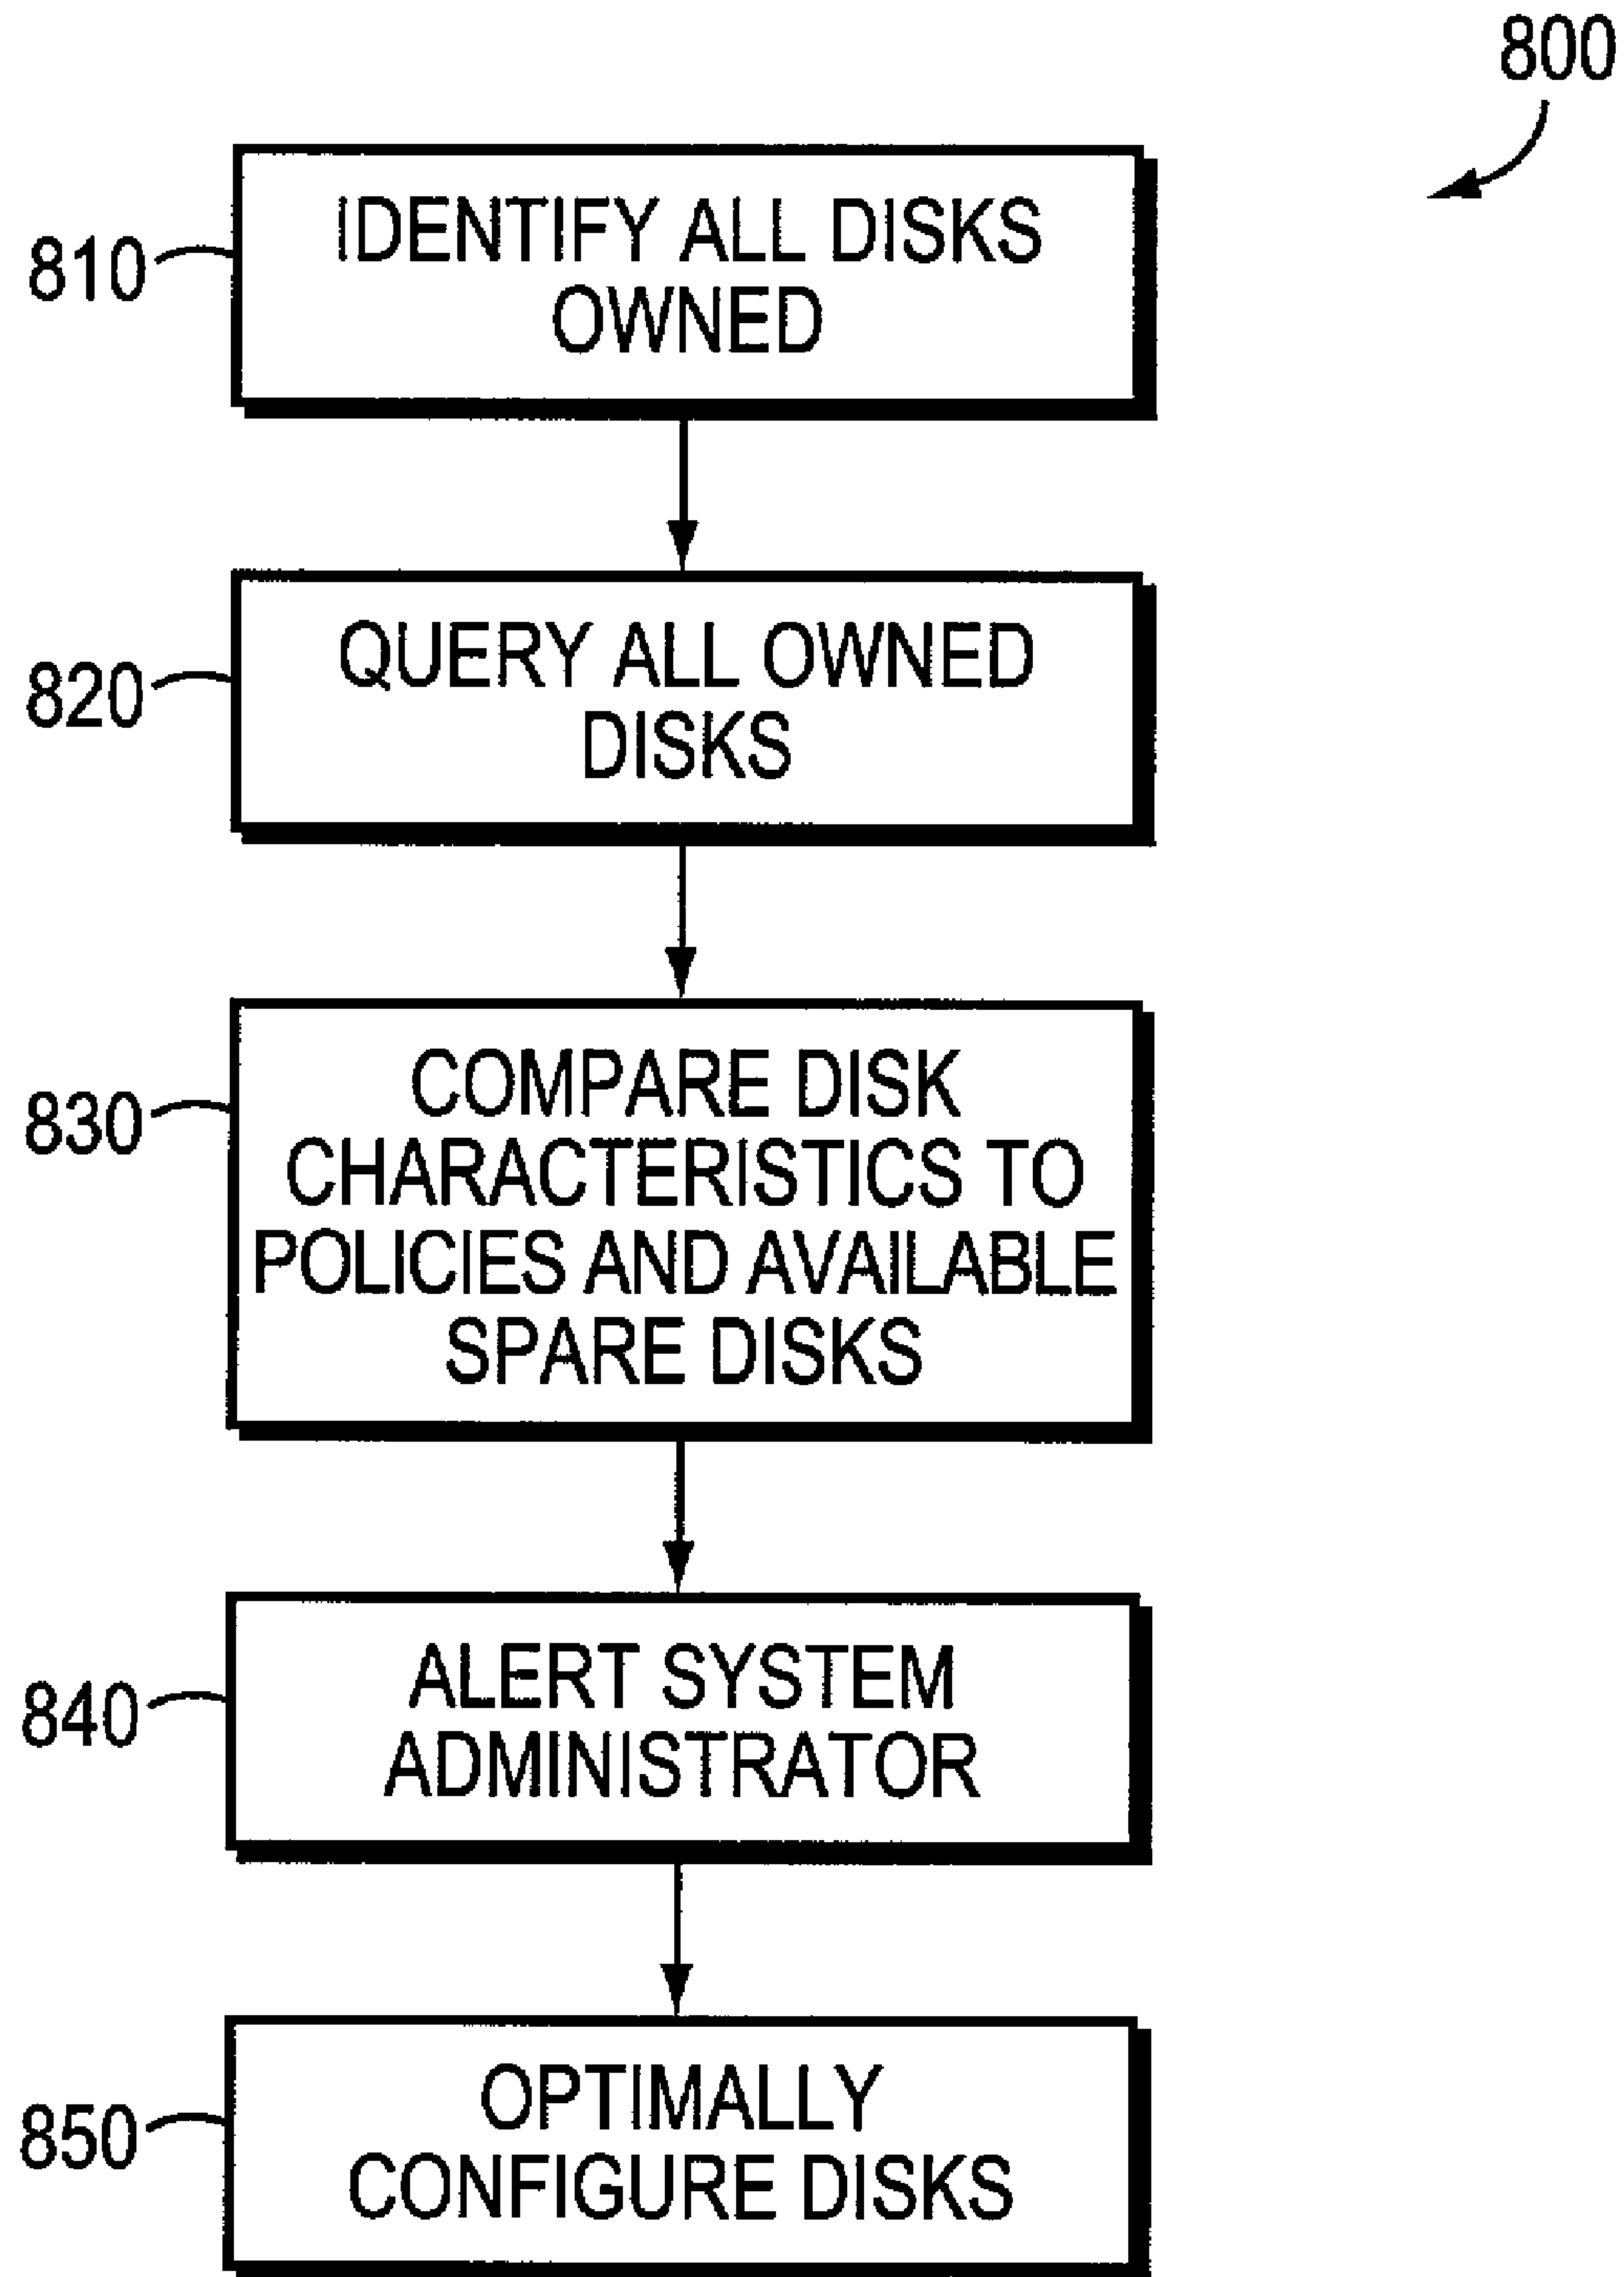 800
810
IDENTIFY ALL DISKS
OWNED
820
QUERY ALL OWNED
DISKS
830
COMPARE DISK
CHARACTERISTICS TO
POLICIES AND AVAILABLE
SPARE DISKS
840
ALERT SYSTEM
ADMINISTRATOR
850
OPTIMALLY
CONFIGURE DISKS